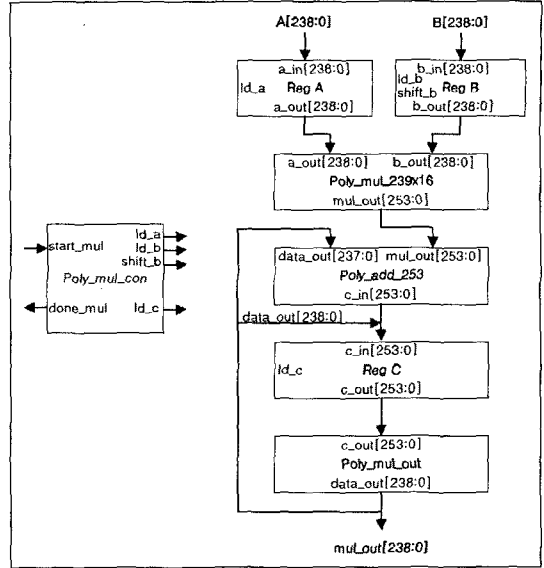 A[238:0] B[238:0]
a_in[238:0]
ld_a Reg A
a_out[238:0]
b_in[238:0]
ld_b
shift_b Reg B
b_out[238:0]
a_out[238:0] b_out[238:0]
Poly_mul_239x16
mul_out[253:0]
start_mul
ld_a
ld_b
shift_b
Poly_mul_con
done_mul ld_c
data_out[237:0] mul_out[253:0]
Poly_add_253
c_in[253:0]
data_out[238:0]
c_in[253:0]
ld_c Reg C
c_out[253:0]
c_out[253:0]
Poly_mul_out
data_out[238:0]
mul_out[238:0]